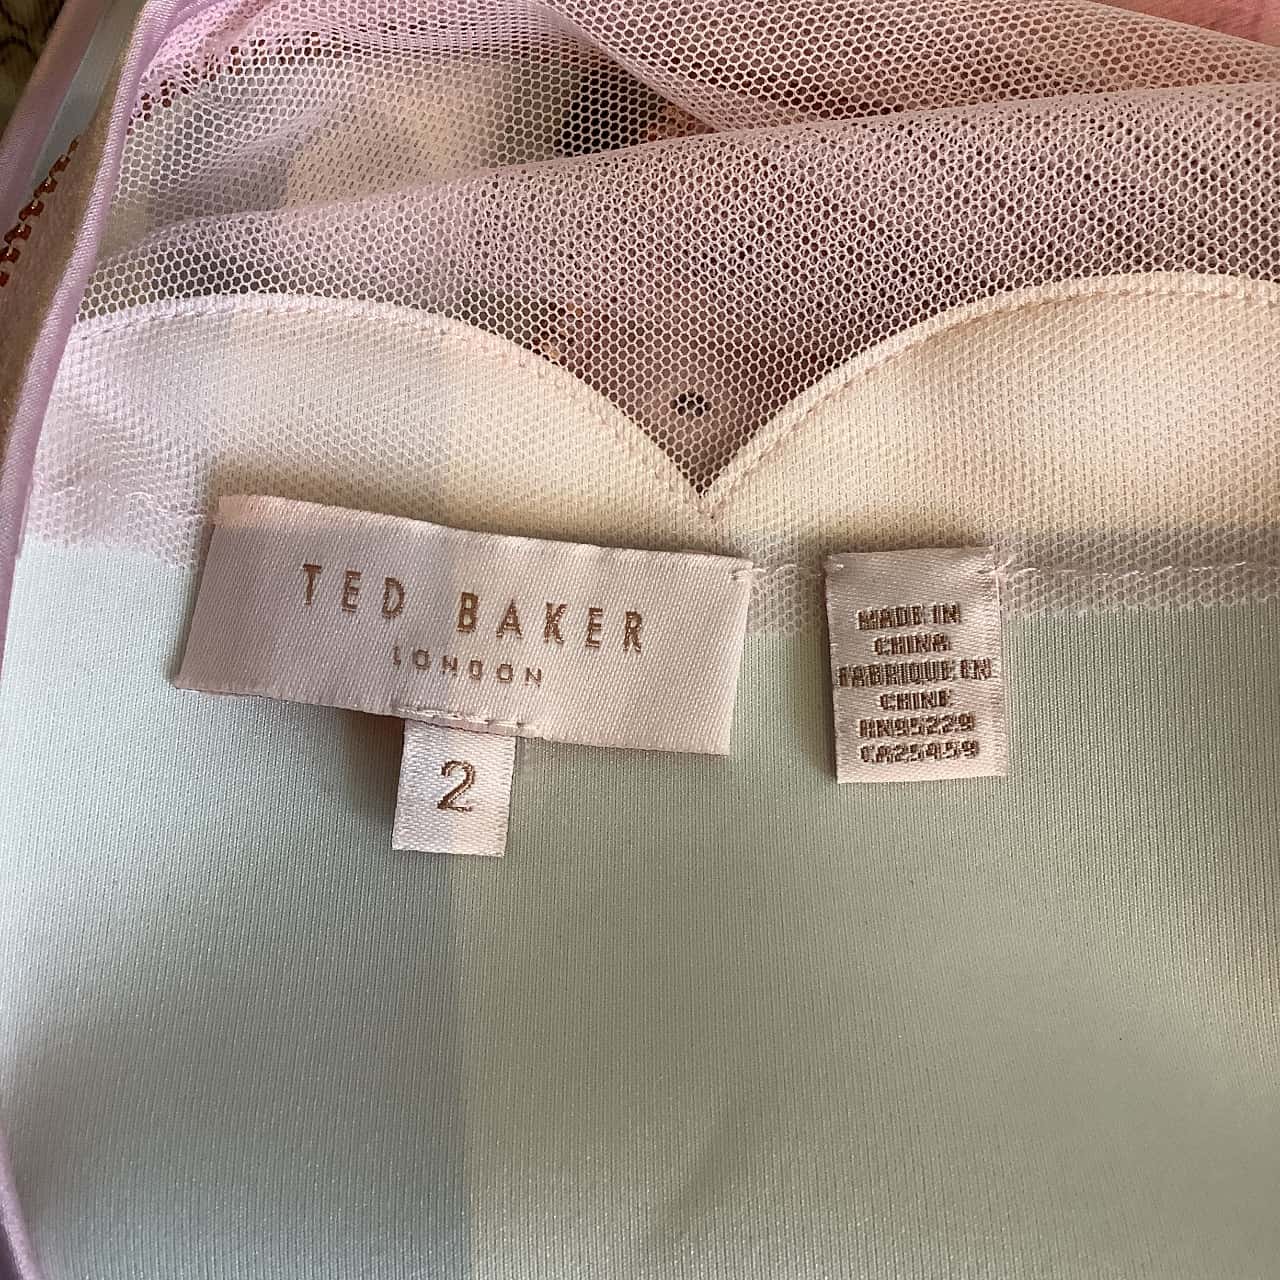 TED BAKER
LONDON
2
MADE IN
CHINA
FABRIQUE EN
CHINE
RN95229
CA25459